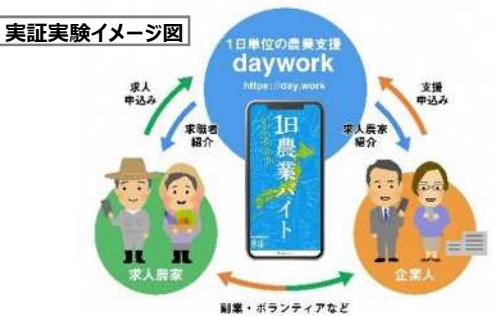 実証実験イメージ図
1日単位の農業支援
daywork
https://day.work
求人
申込み
支援
申込み
求職者
紹介
求人農家
紹介
1日農業バイト
求人農家
企業人
副業・ボランティアなど